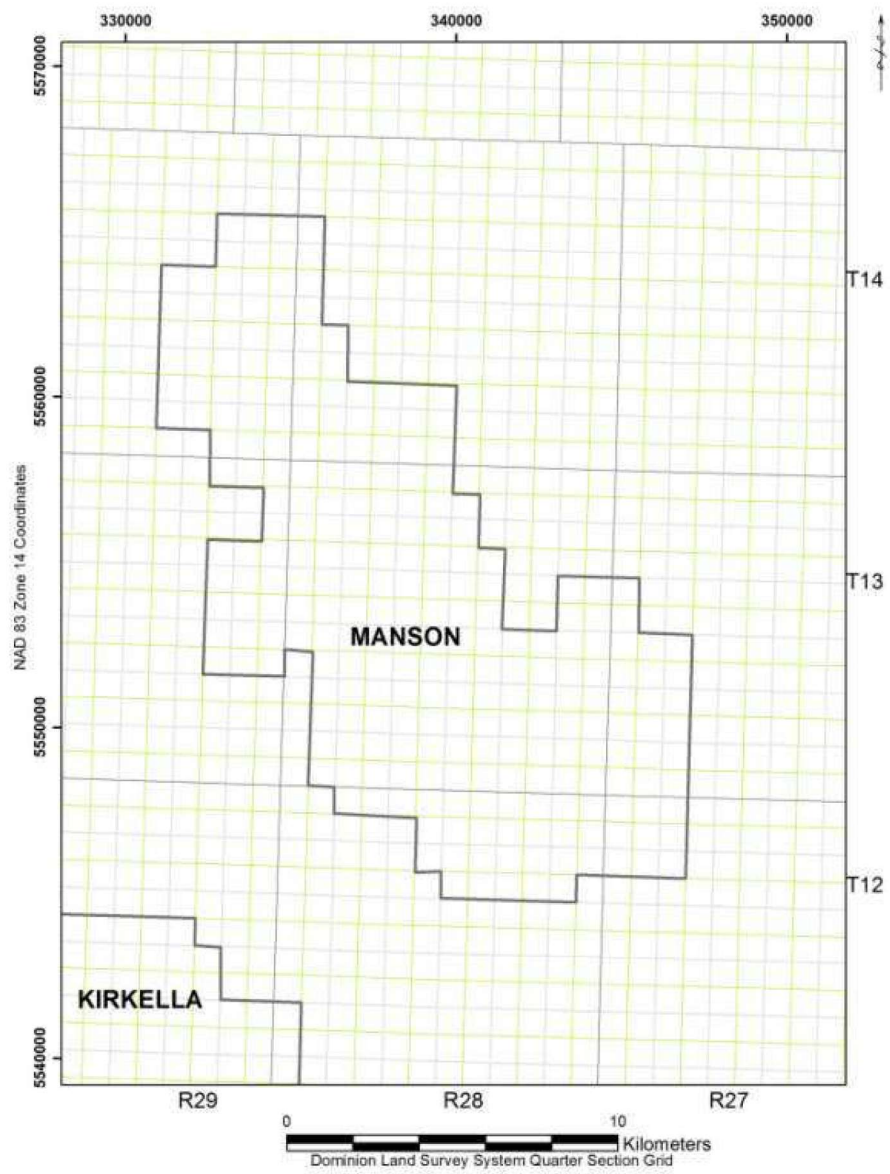 330000
340000
350000
5570000
5560000
5550000
5540000
NAD 83 Zone 14 Coordinates
T14
T13
T12
MANSON
KIRKELLA
R29
R28
R27
0
10
Kilometers
Dominion Land Survey System Quarter Section Grid